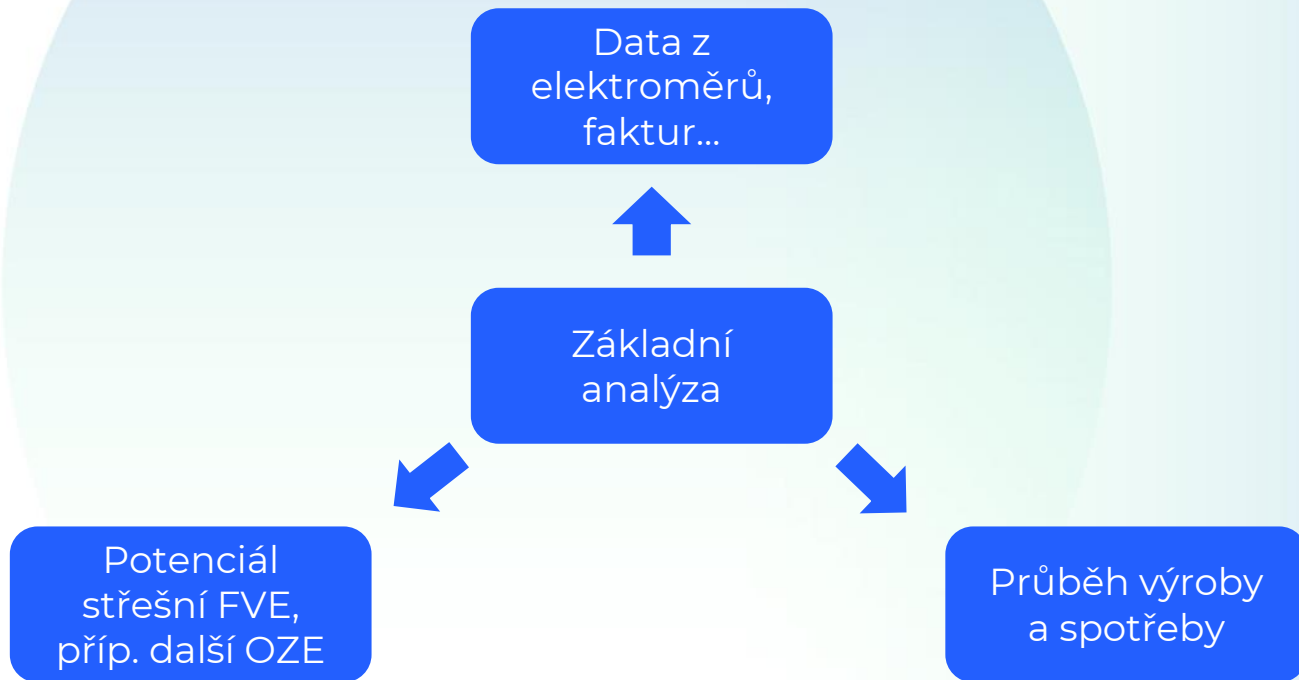 Data z
elektroměrů,
faktur...
Základní
analýza
Potenciál
střešní FVE,
příp. další OZE
Průběh výroby
a spotřeby